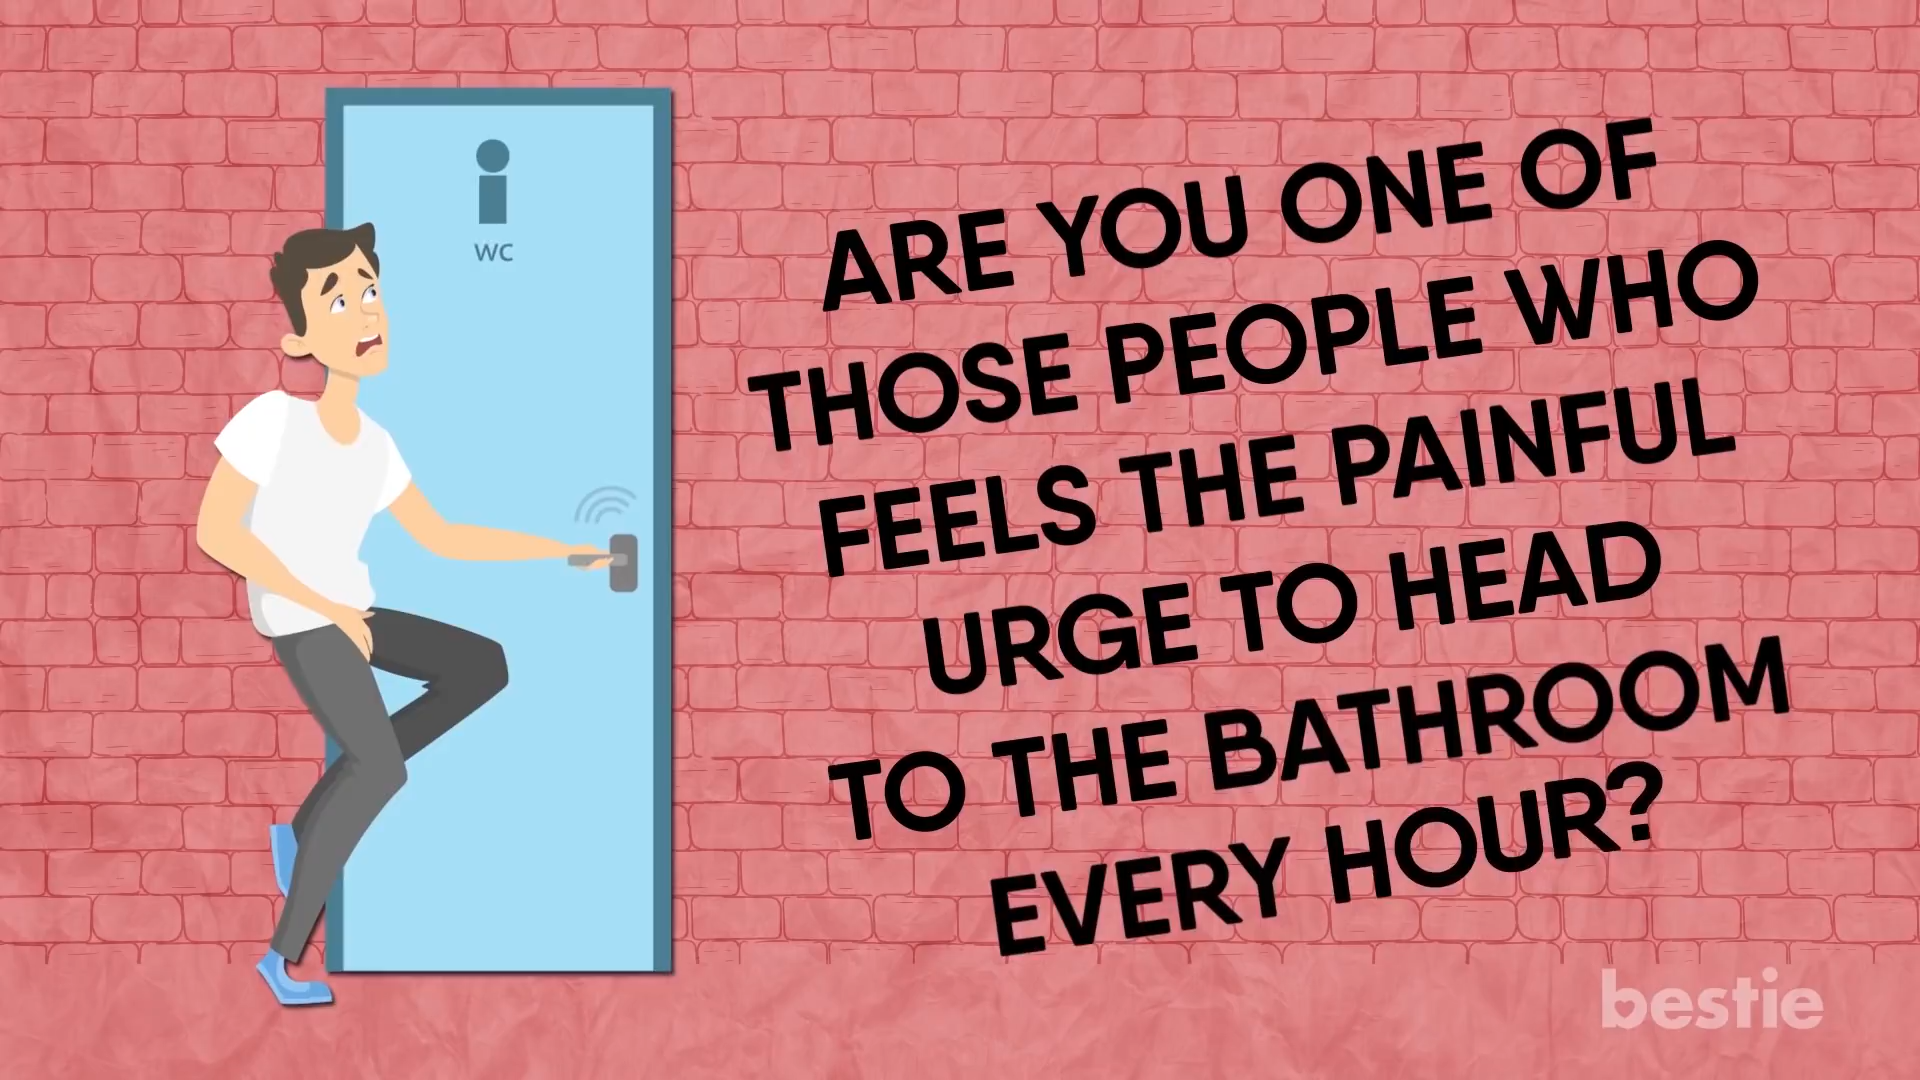 WC
ARE YOU ONE OF
THOSE PEOPLE WHO
FEELS THE PAINFUL
URGE TO HEAD
TO THE BATHROOM
EVERY HOUR?
bestie